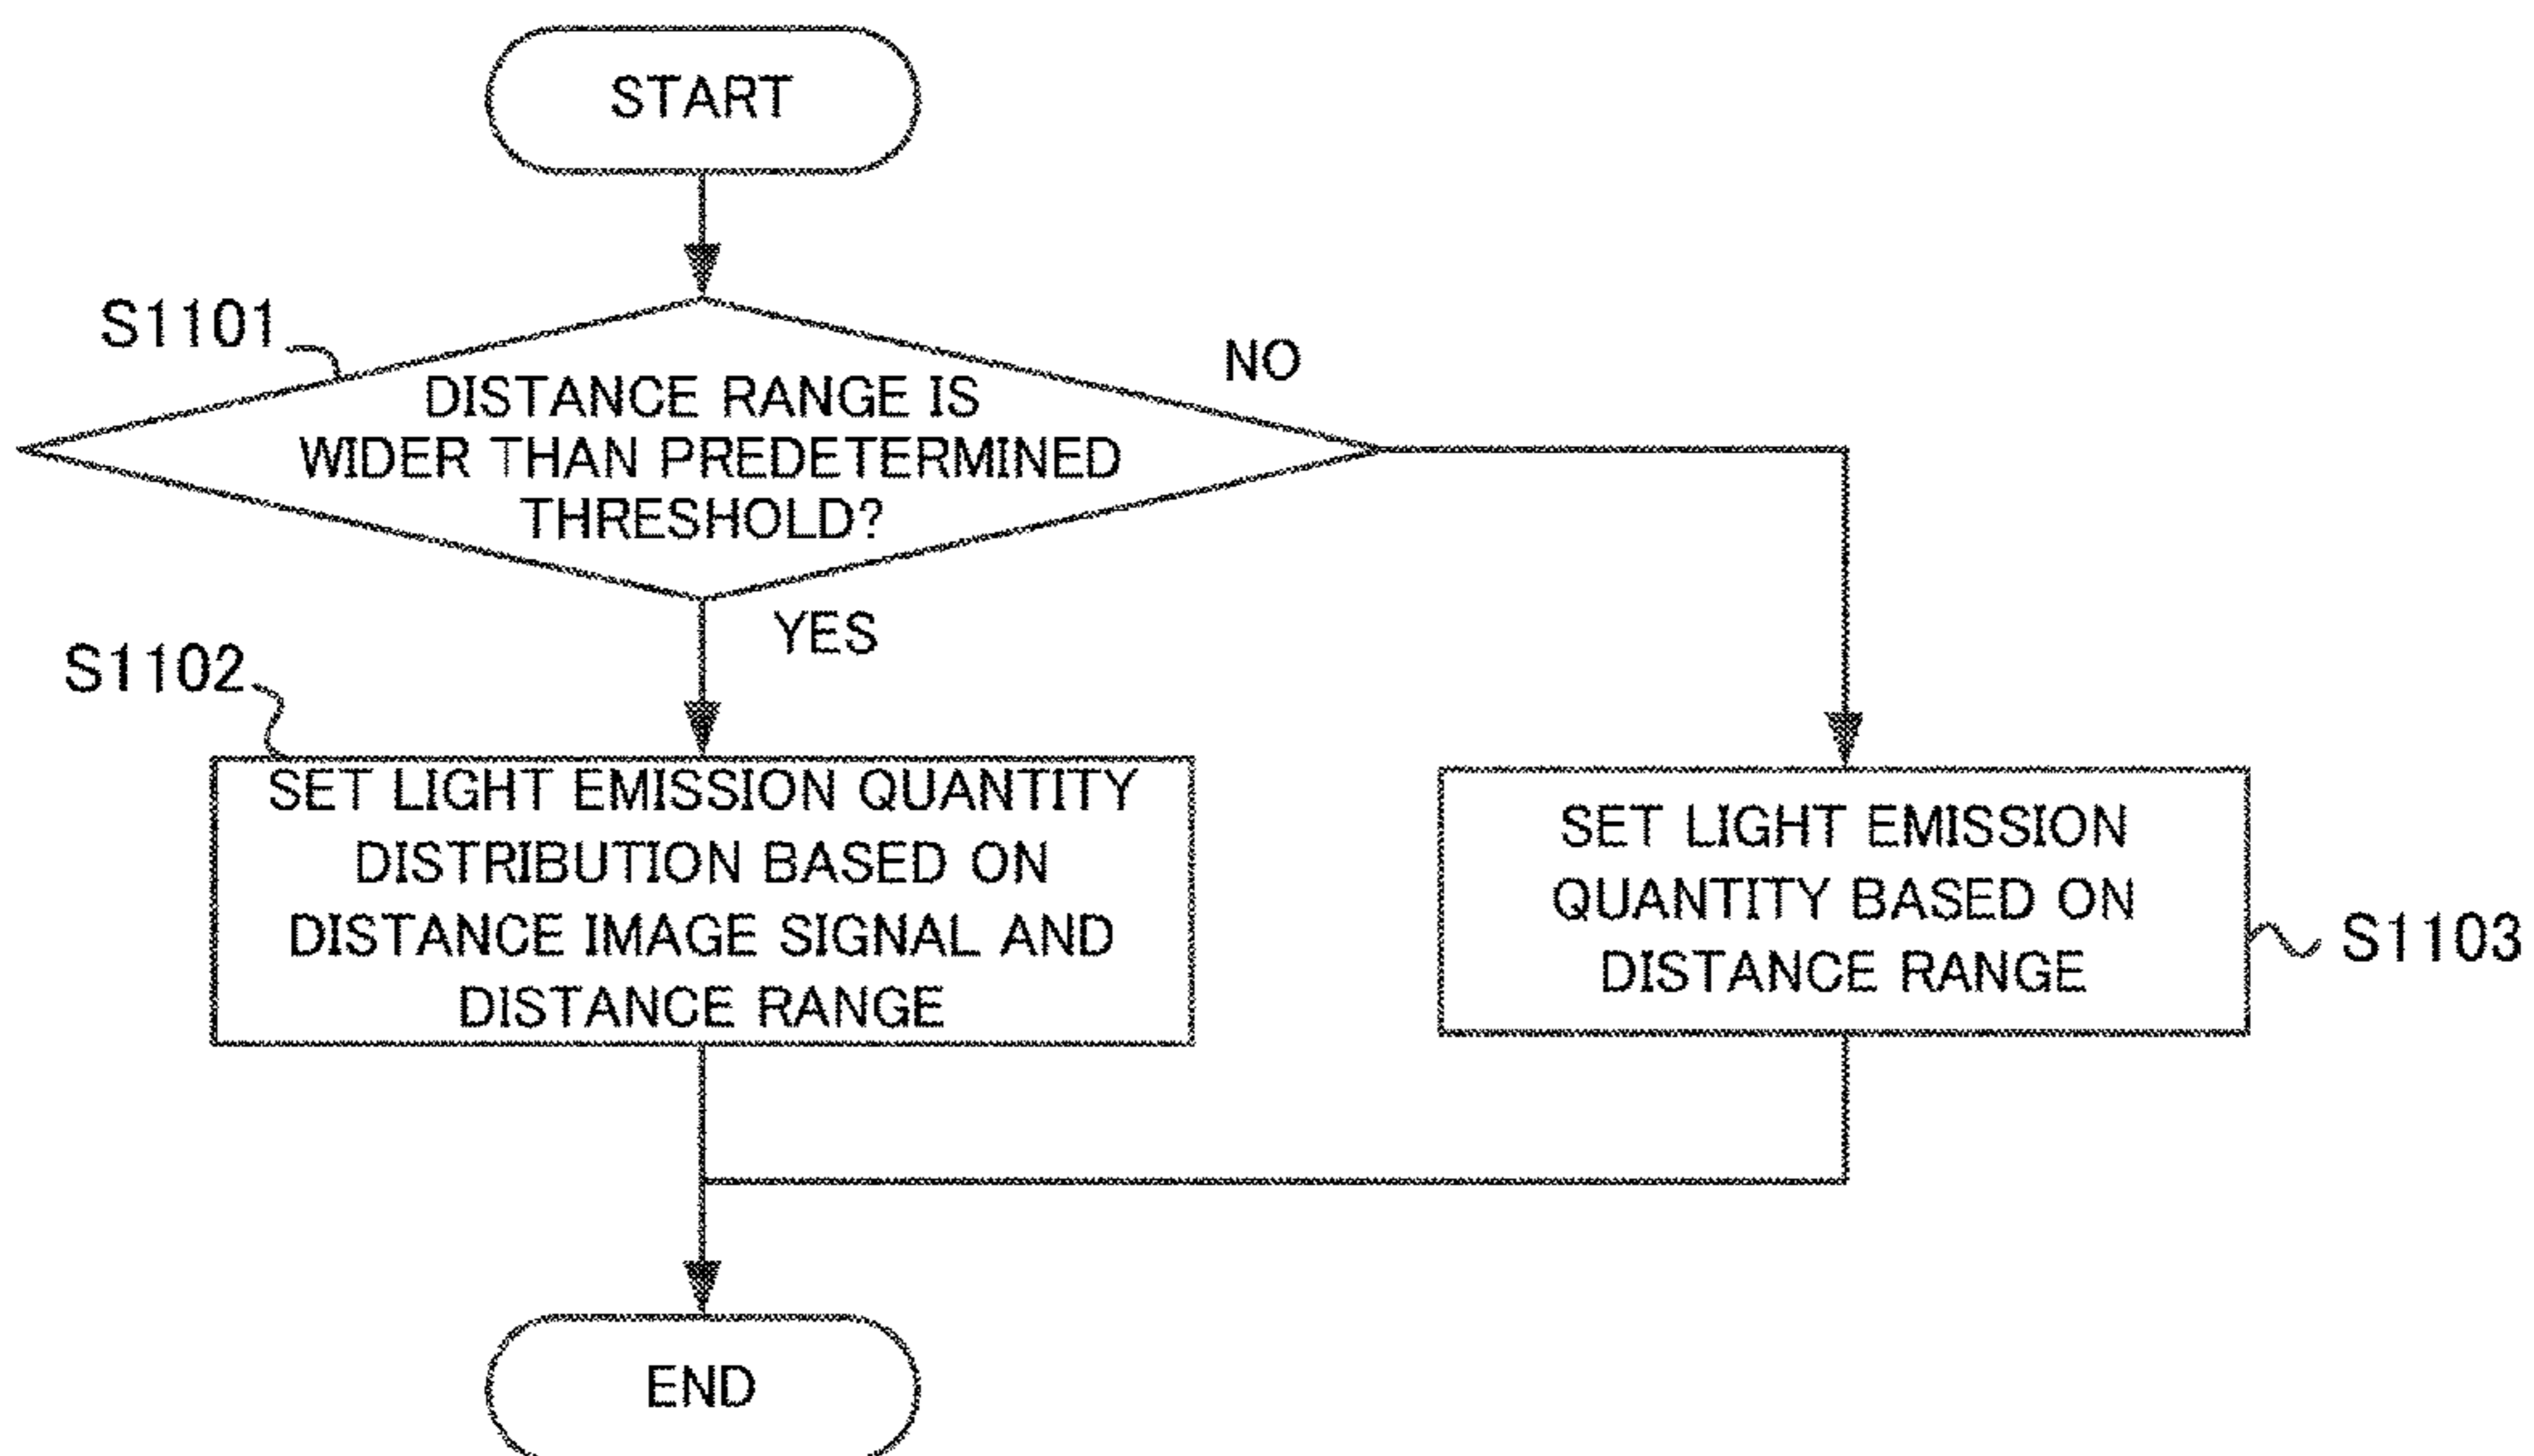 START
S1101
NO
DISTANCE RANGE IS
WIDER THAN PREDETERMINED
THRESHOLD?
YES
S1102
SET LIGHT EMISSION QUANTITY
DISTRIBUTION BASED ON
DISTANCE IMAGE SIGNAL AND
DISTANCE RANGE
SET LIGHT EMISSION
QUANTITY BASED ON
DISTANCE RANGE
S1103
END